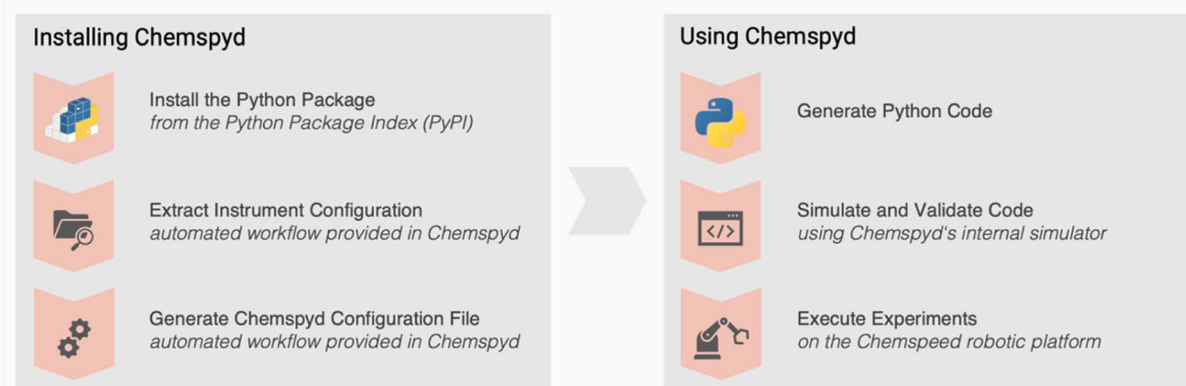 Installing Chemspyd
Install the Python Package
from the Python Package Index (PyPI)
Extract Instrument Configuration
automated workflow provided in Chemspyd
Generate Chemspyd Configuration File
automated workflow provided in Chemspyd
Using Chemspyd
Generate Python Code
</>
Simulate and Validate Code
using Chemspyd's internal simulator
Execute Experiments
on the Chemspeed robotic platform